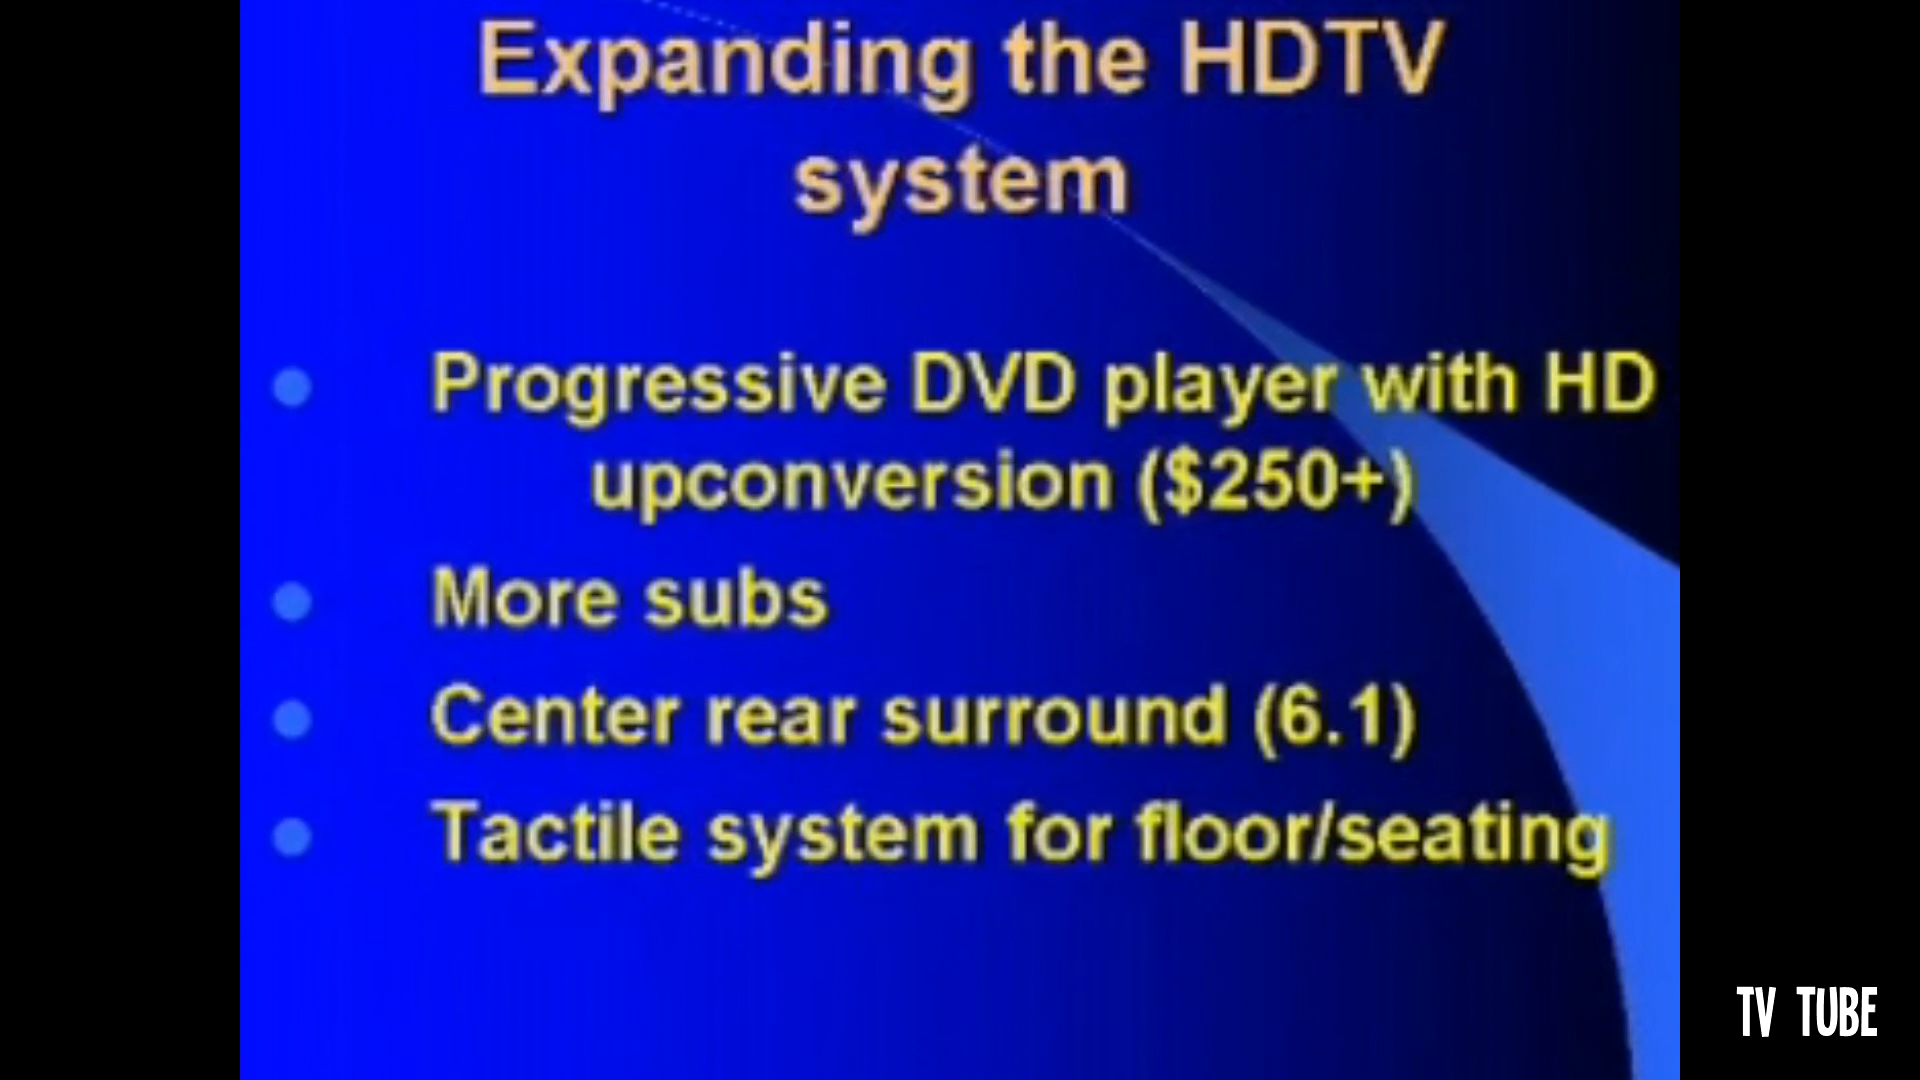 Expanding the HDTV
system
Progressive DVD player with HD
upconversion ($250+)
More subs
Center rear surround (6.1)
Tactile system for floor/seating
TV TUBE